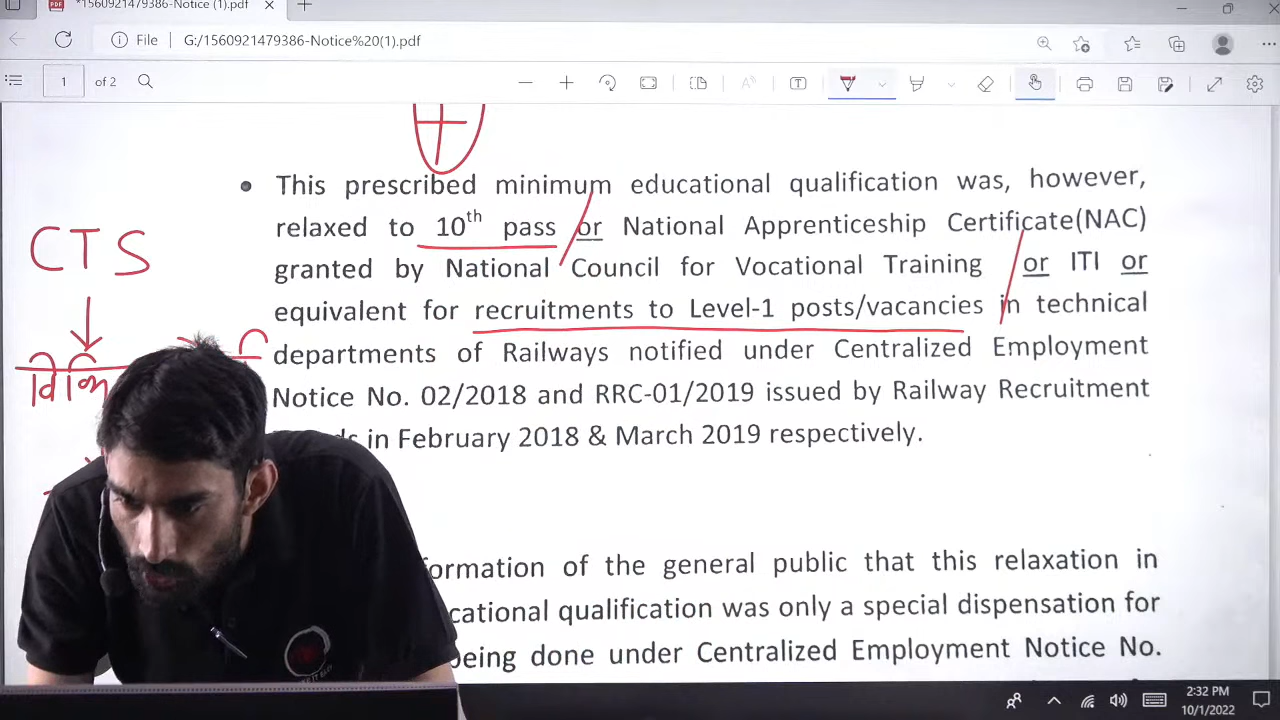 *1560921479386-Notice (1).pdf
File G:/1560921479386-Notice%20(1).pdf
1 of 2
This prescribed minimum educational qualification was, however,
relaxed to 10th pass or National Apprenticeship Certificate(NAC)
granted by National Council for Vocational Training or ITI or
equivalent for recruitments to Level-1 posts/vacancies in technical
departments of Railways notified under Centralized Employment
Notice No. 02/2018 and RRC-01/2019 issued by Railway Recruitment
in February 2018 & March 2019 respectively.
CTS
of the general public that this relaxation in
qualification was only a special dispensation for
being done under Centralized Employment Notice No.
2:32 PM
10/1/2022